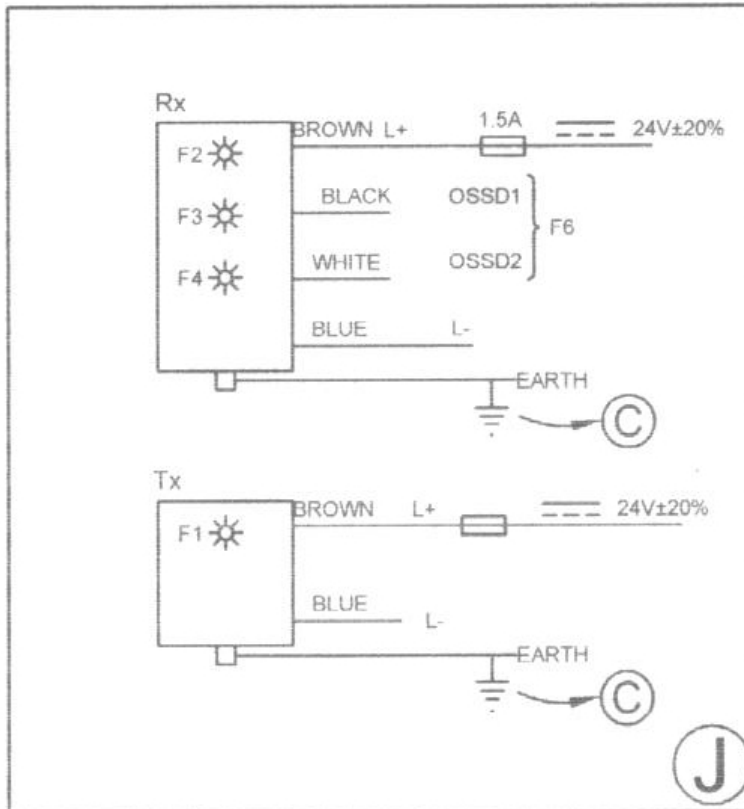 Rx
BROWN L+ 1.5A 24V±20%
F2
BLACK OSSD1
F3
F6
WHITE OSSD2
F4
BLUE L-
EARTH
C
Tx
BROWN L+ 24V±20%
F1
BLUE L-
EARTH
C
J